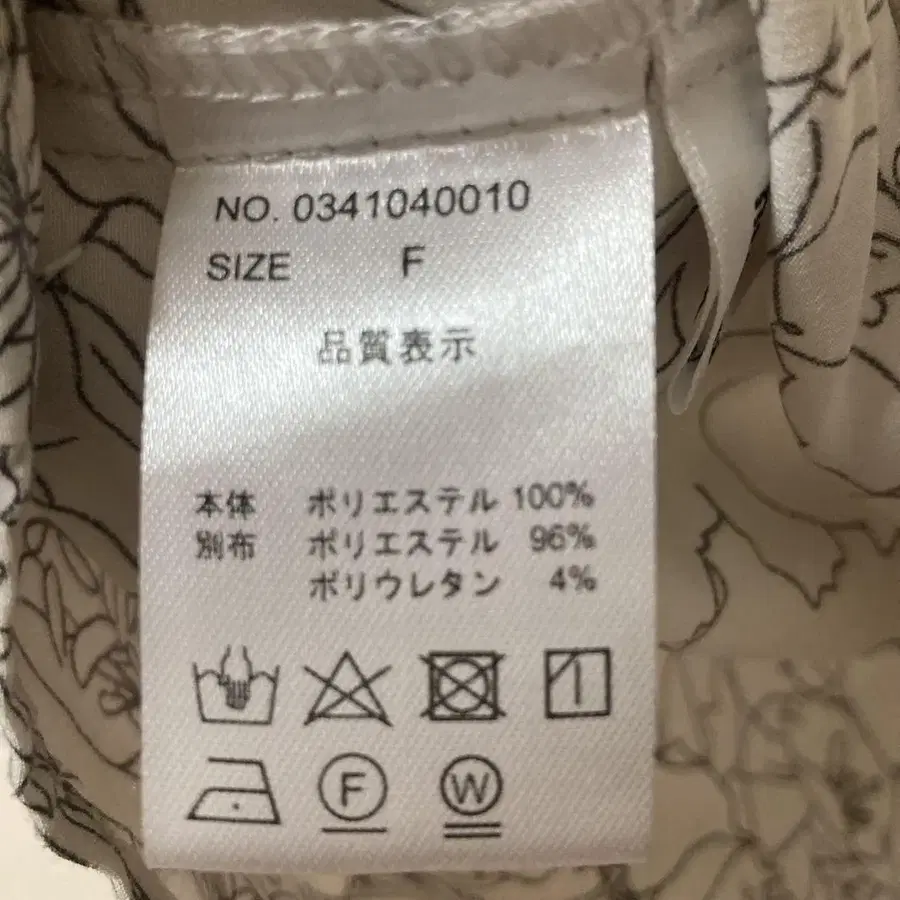 NO. 0341040010
SIZE F
品質表示
本体 ポリエステル 100%
別布 ポリエステル 96%
ポリウレタン 4%
F W